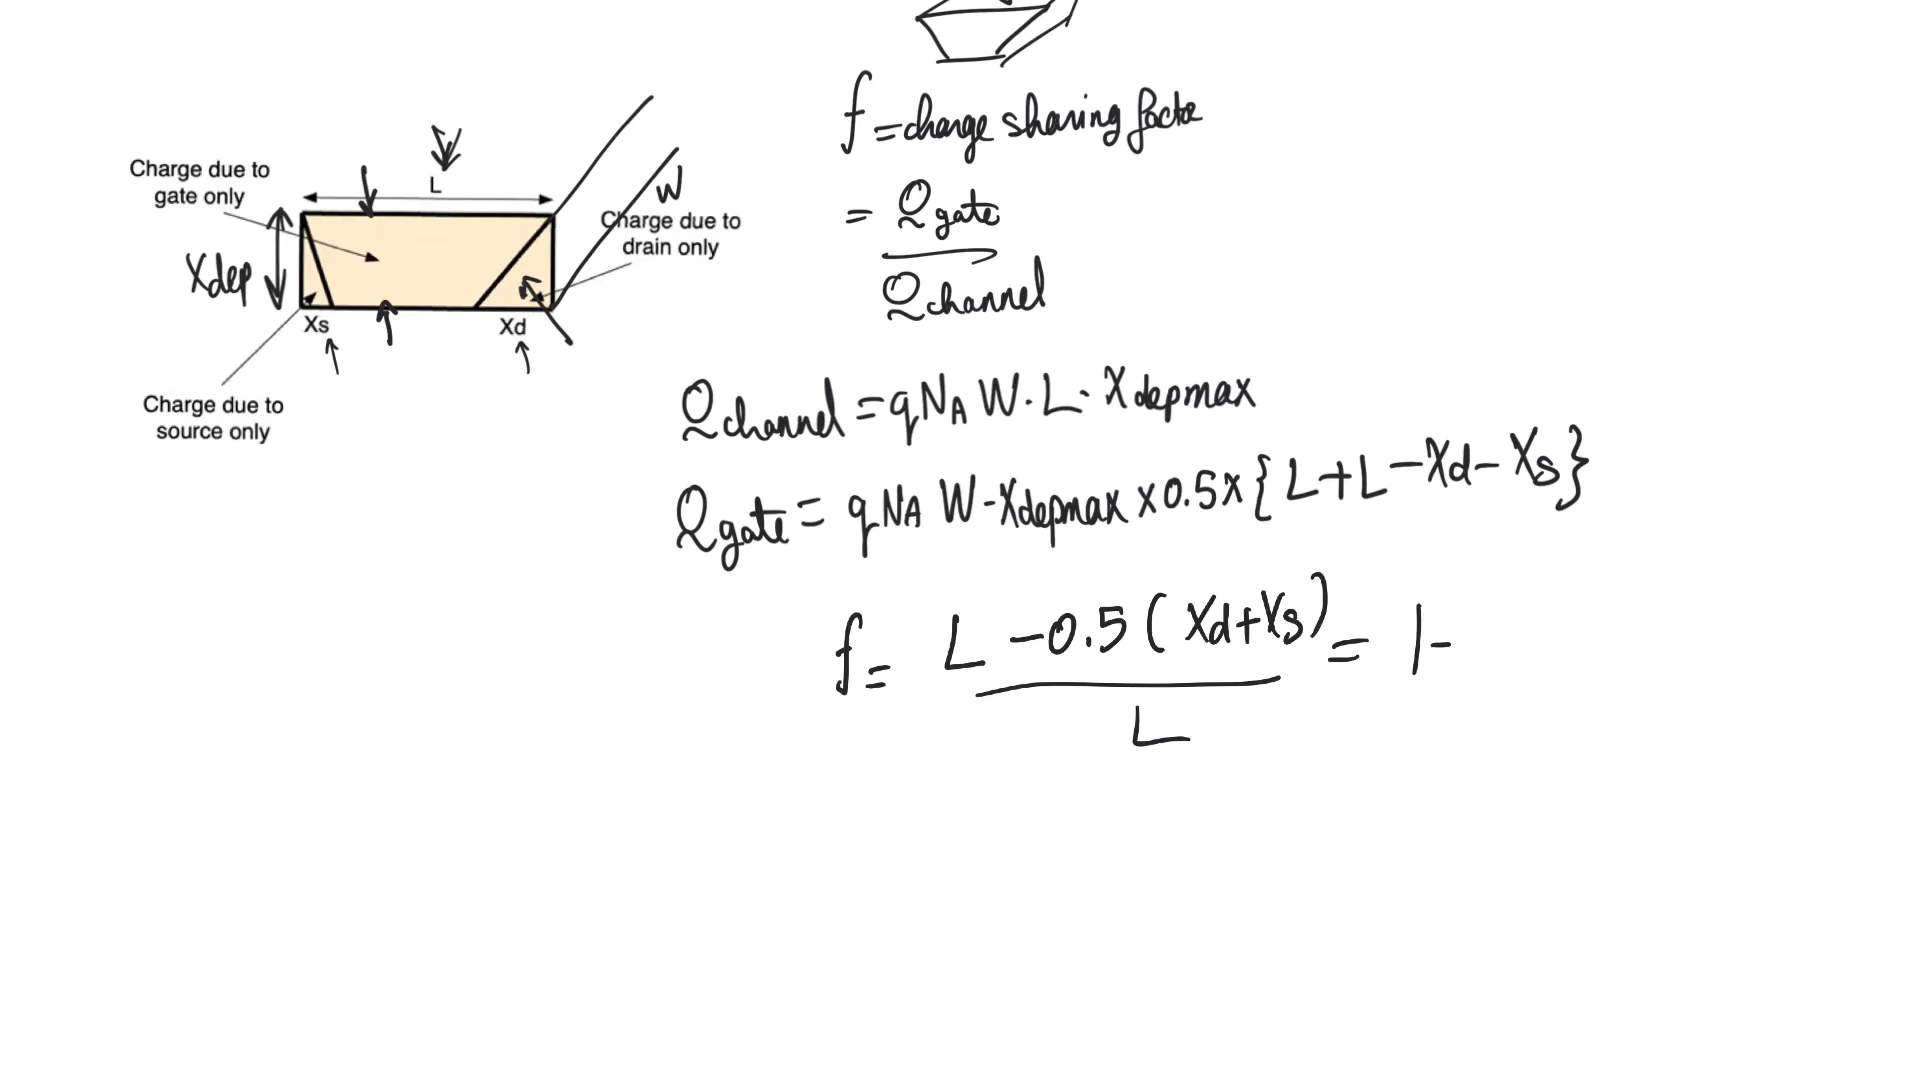 Charge due to
gate only
L
W
Charge due to
drain only
Xdep
Xs
Xd
Charge due to
source only
f = charge sharing factor
= Qgate
Qchannel
Qchannel = qNA W. L. Xdepmax
Qgate = qNA W-Xdepmax x 0.5x { L+L-Xd-Xs}
f = L -0.5 ( Xd+Xs) = 1-
L